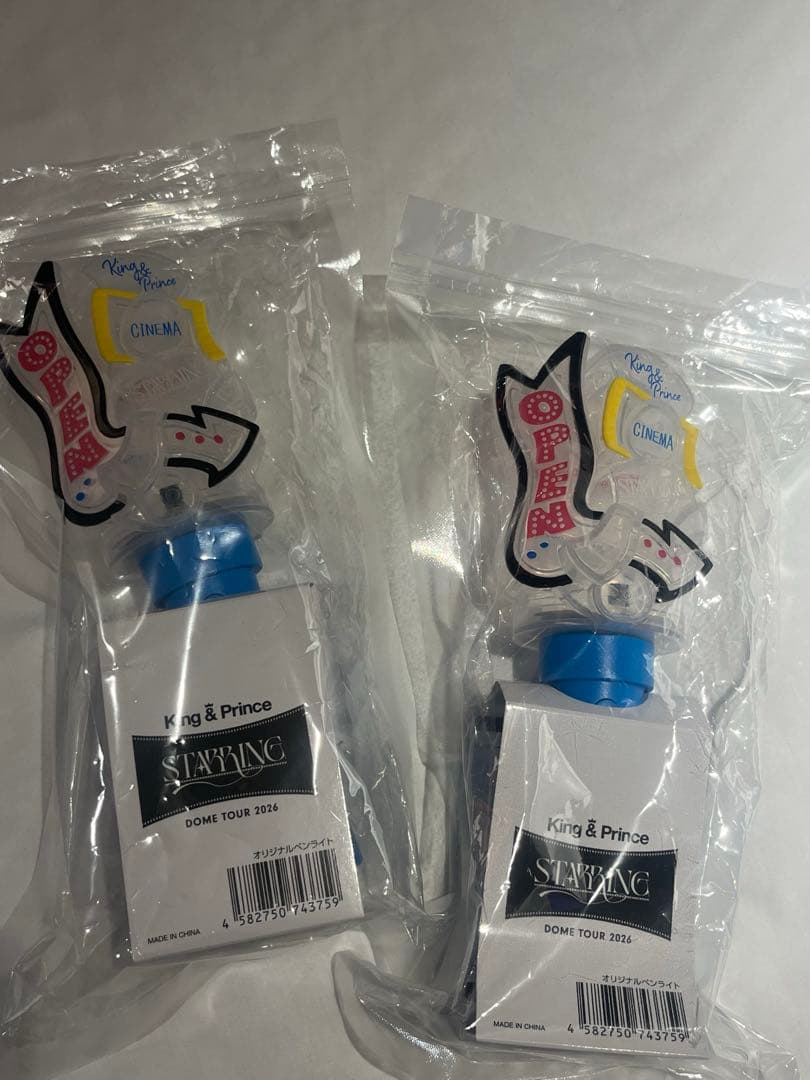 King &
Prince
CINEMA
OPEN
King & Prince
STARRING
DOME TOUR 2026
オリジナルペンライト
4 582750 743759
MADE IN CHINA
King &
Prince
CINEMA
OPEN
King & Prince
STARRING
DOME TOUR 2026
オリジナルペンライト
4 582750 743759
MADE IN CHINA